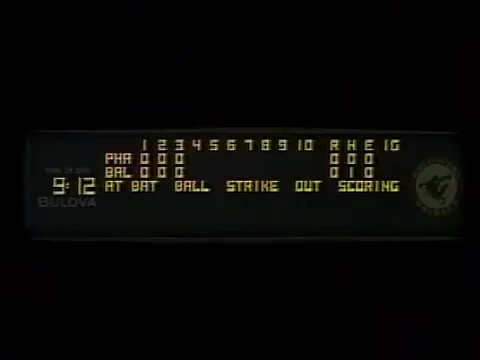 1 2 3 4 5 6 7 8 9 10 R H E IG
PHA 0 0 0 0 0 0
BAL 0 0 0 0 1 0
9:12 AT BAT BALL STRIKE OUT SCORING
BULOVA